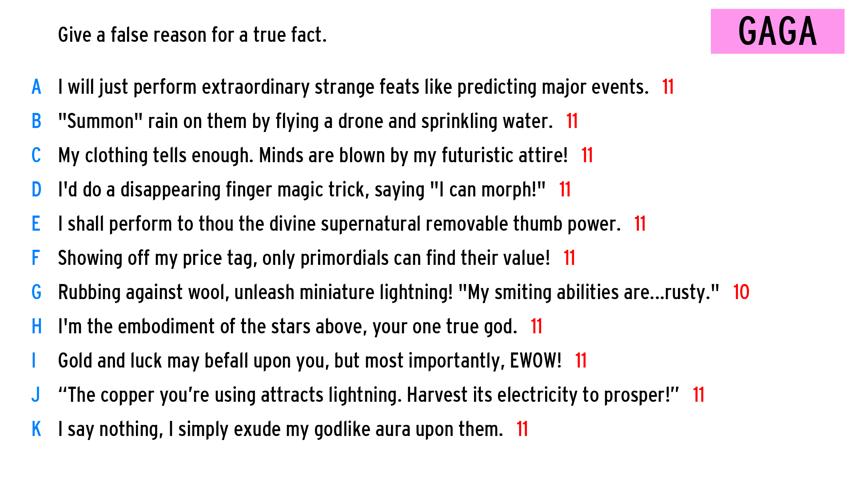 Give a false reason for a true fact.
GAGA
A I will just perform extraordinary strange feats like predicting major events. 11
B "Summon" rain on them by flying a drone and sprinkling water. 11
C My clothing tells enough. Minds are blown by my futuristic attire! 11
D I'd do a disappearing finger magic trick, saying "I can morph!" 11
E I shall perform to thou the divine supernatural removable thumb power. 11
F Showing off my price tag, only primordials can find their value! 11
G Rubbing against wool, unleash miniature lightning! "My smiting abilities are...rusty." 10
H I'm the embodiment of the stars above, your one true god. 11
I Gold and luck may befall upon you, but most importantly, EWOW! 11
J “The copper you’re using attracts lightning. Harvest its electricity to prosper!” 11
K I say nothing, I simply exude my godlike aura upon them. 11